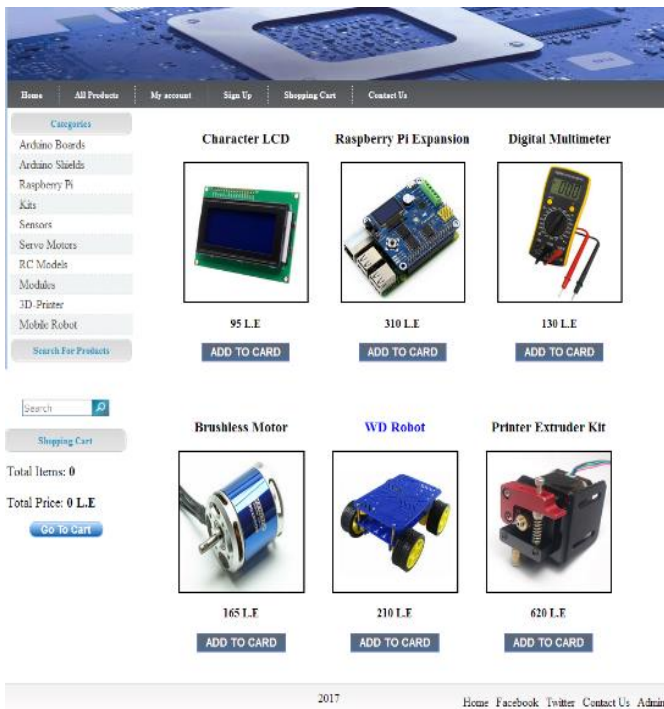 Home All Products My account Sign Up Shopping Cart Contact Us
Categories
Arduino Boards
Arduino Shields
Raspberry Pi
Kits
Sensors
Servo Motors
RC Models
Modules
3D-Printer
Mobile Robot
Search For Products
Search
Shopping Cart
Total Items: 0
Total Price: 0 L.E
Go To Cart
Character LCD Raspberry Pi Expansion Digital Multimeter
95 L.E 310 L.E 130 L.E
ADD TO CARD ADD TO CARD ADD TO CARD
Brushless Motor WD Robot Printer Extruder Kit
165 L.E 210 L.E 620 L.E
ADD TO CARD ADD TO CARD ADD TO CARD
2017
Home Facebook Twitter Contact Us Admin